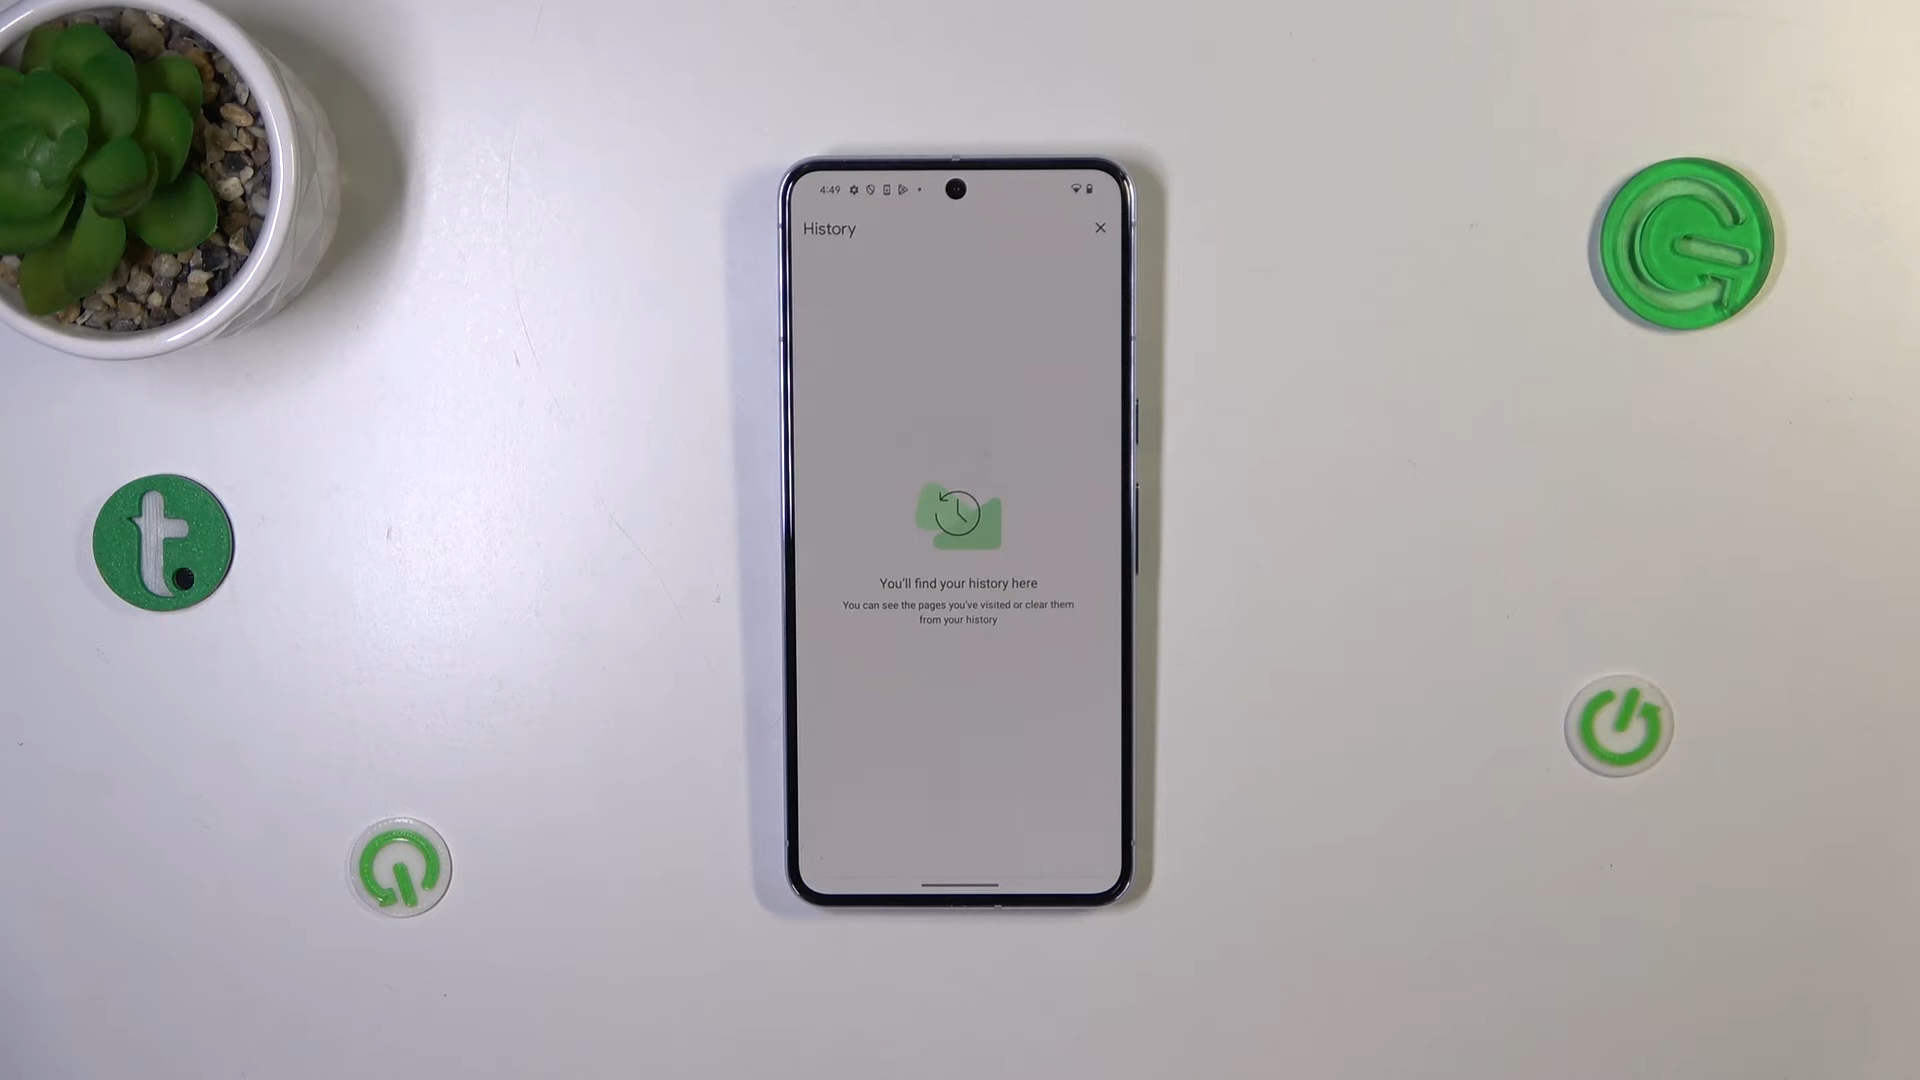 4:49
History
You'll find your history here
You can see the pages you've visited or clear them
from your history
t.